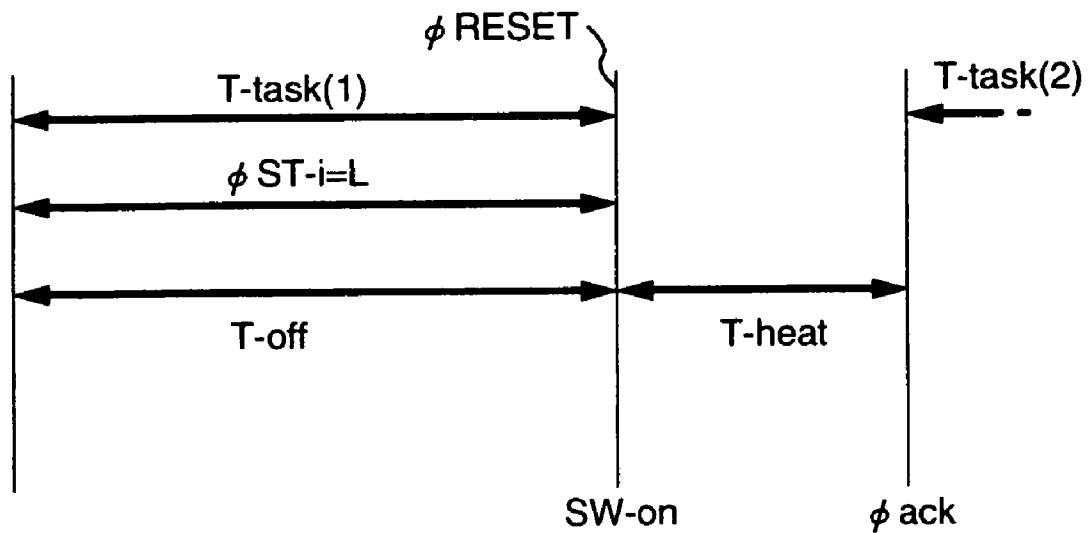 ϕ RESET
T-task(1)
T-task(2)
ϕ ST-i=L
T-off
T-heat
SW-on
ϕ ack